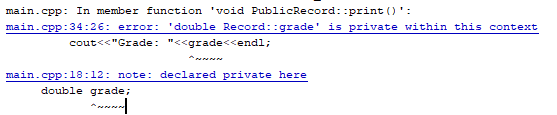 main.cpp: In member function 'void PublicRecord::print()':
main.cpp:34:26: error: 'double Record::grade' is private within this context
cout<<"Grade: "<<grade<<endl;
^~~~~
main.cpp:18:12: note: declared private here
double grade;
^~~~~